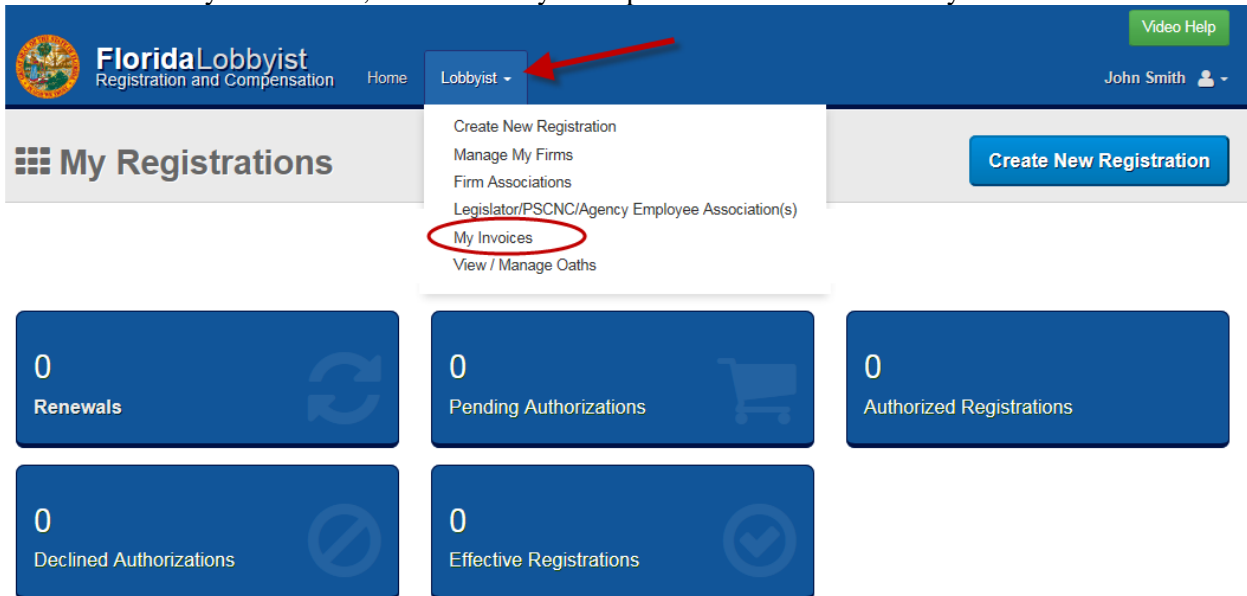 Video Help
FloridaLobbyist
Registration and Compensation
Home
Lobbyist
John Smith
My Registrations
Create New Registration
Create New Registration
Manage My Firms
Firm Associations
Legislator/PSCNC/Agency Employee Association(s)
My Invoices
View / Manage Oaths
0
Renewals
0
Pending Authorizations
0
Authorized Registrations
0
Declined Authorizations
0
Effective Registrations